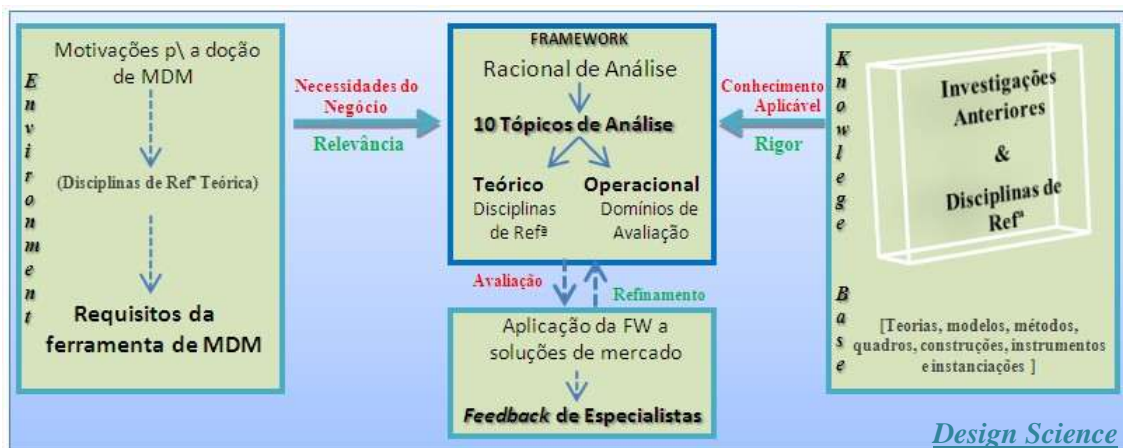 Environment
Motivações p\ a doção
de MDM
(Disciplinas de Refª Teórica)
Requisitos da
ferramenta de MDM
Necessidades do
Negócio
Relevância
FRAMEWORK
Racional de Análise
10 Tópicos de Análise
Teórico
Disciplinas
de Refª
Operacional
Domínios de
Avaliação
Avaliação
Refinamento
Aplicação da FW a
soluções de mercado
Feedback de Especialistas
Conhecimento
Aplicável
Rigor
Knowlege Base
Investigações
Anteriores
&
Disciplinas de
Refª
[Teorias, modelos, métodos,
quadros, construções, instrumentos
e instanciações ]
Design Science